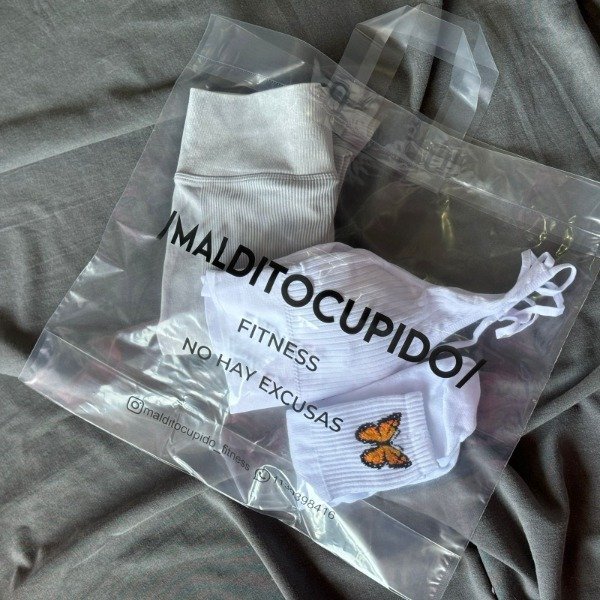 /MALDITOCUPIDO/
FITNESS
NO HAY EXCUSAS
malditocupido_fitness